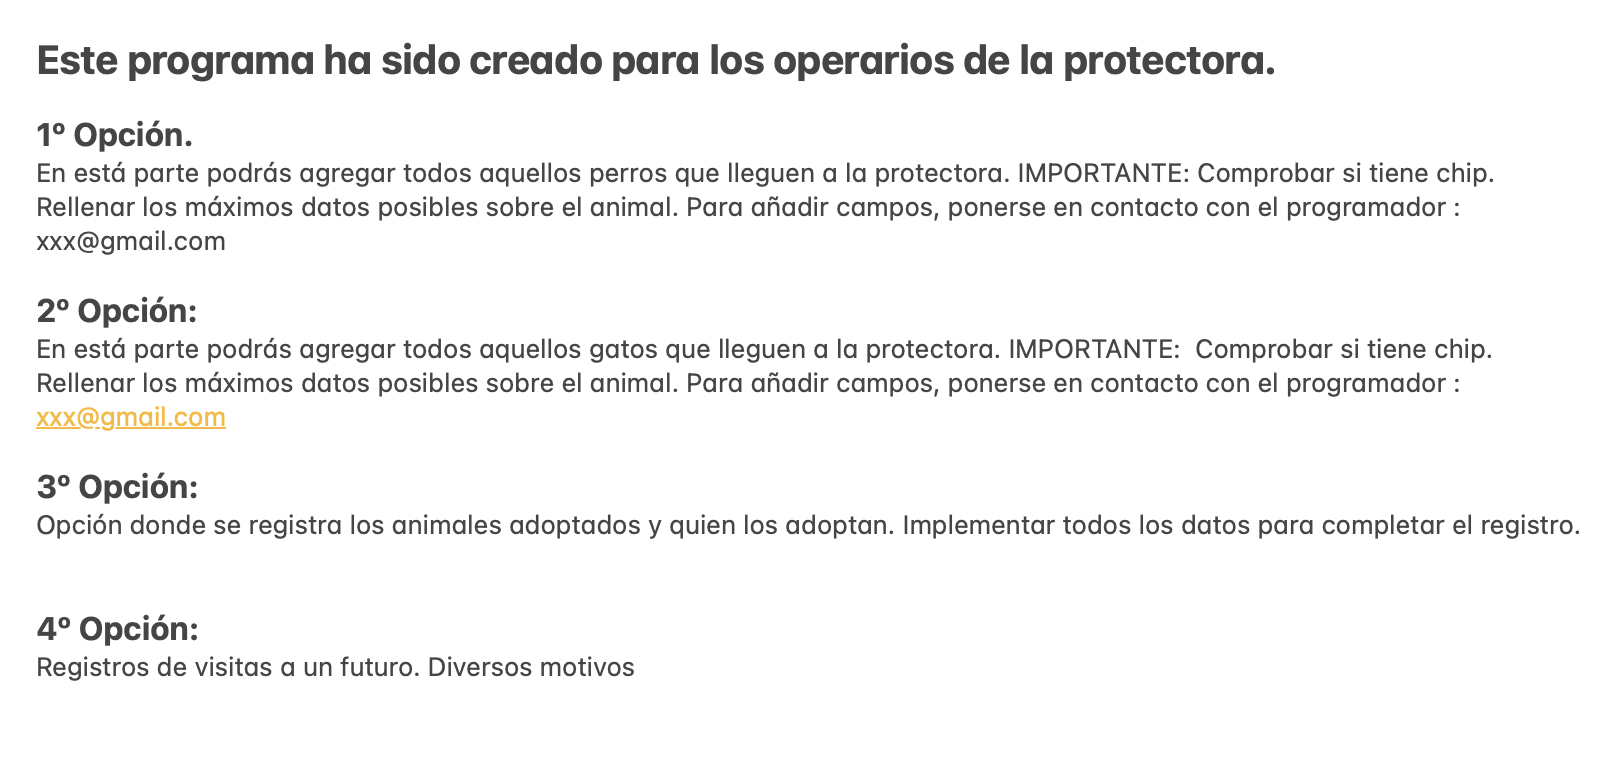 Este programa ha sido creado para los operarios de la protectora.
1º Opción.
En está parte podrás agregar todos aquellos perros que lleguen a la protectora. IMPORTANTE: Comprobar si tiene chip.
Rellenar los máximos datos posibles sobre el animal. Para añadir campos, ponerse en contacto con el programador :
xxx@gmail.com
2º Opción:
En está parte podrás agregar todos aquellos gatos que lleguen a la protectora. IMPORTANTE:  Comprobar si tiene chip.
Rellenar los máximos datos posibles sobre el animal. Para añadir campos, ponerse en contacto con el programador :
xxx@gmail.com
3º Opción:
Opción donde se registra los animales adoptados y quien los adoptan. Implementar todos los datos para completar el registro.
4º Opción:
Registros de visitas a un futuro. Diversos motivos